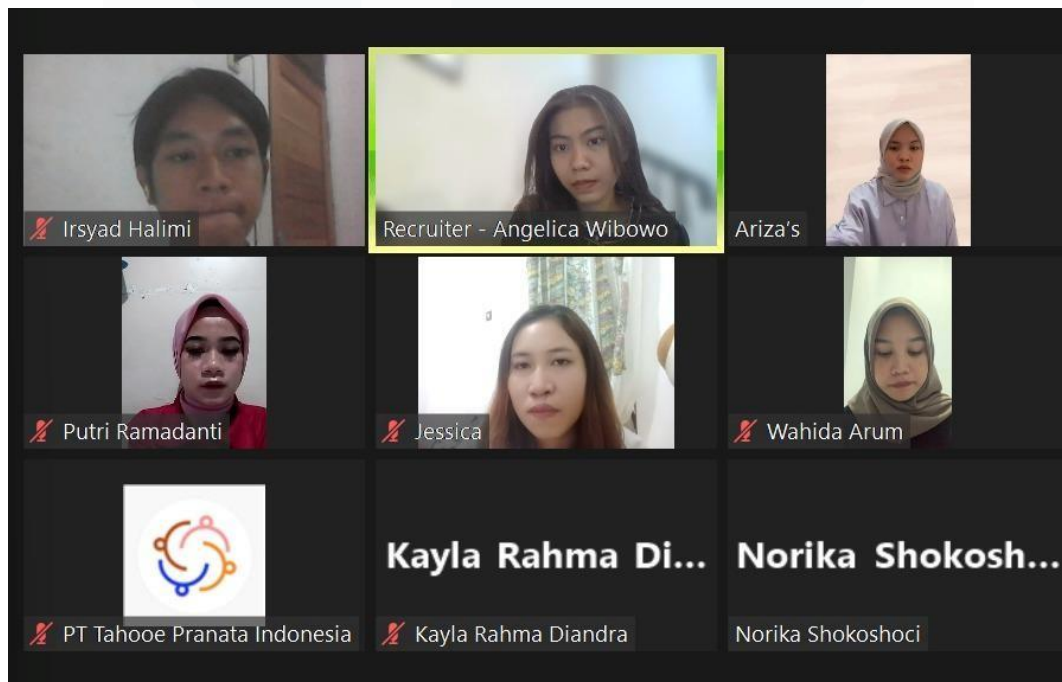 Irsyad Halimi
Recruiter - Angelica Wibowo
Ariza's
Putri Ramadanti
Jessica
Wahida Arum
Kayla Rahma Di...
Norika Shokosh...
PT Tahooe Pranata Indonesia
Kayla Rahma Diandra
Norika Shokoshoci